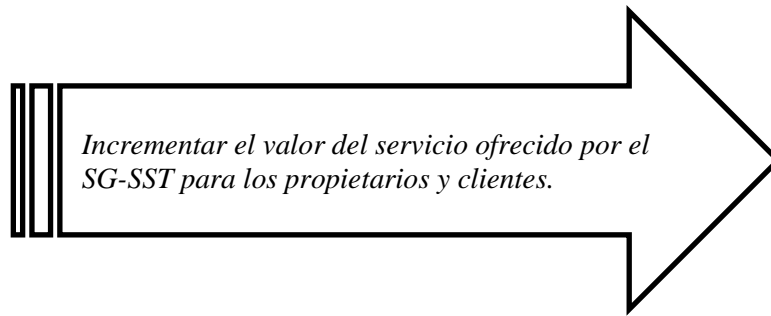 Incrementar el valor del servicio ofrecido por el
SG-SST para los propietarios y clientes.